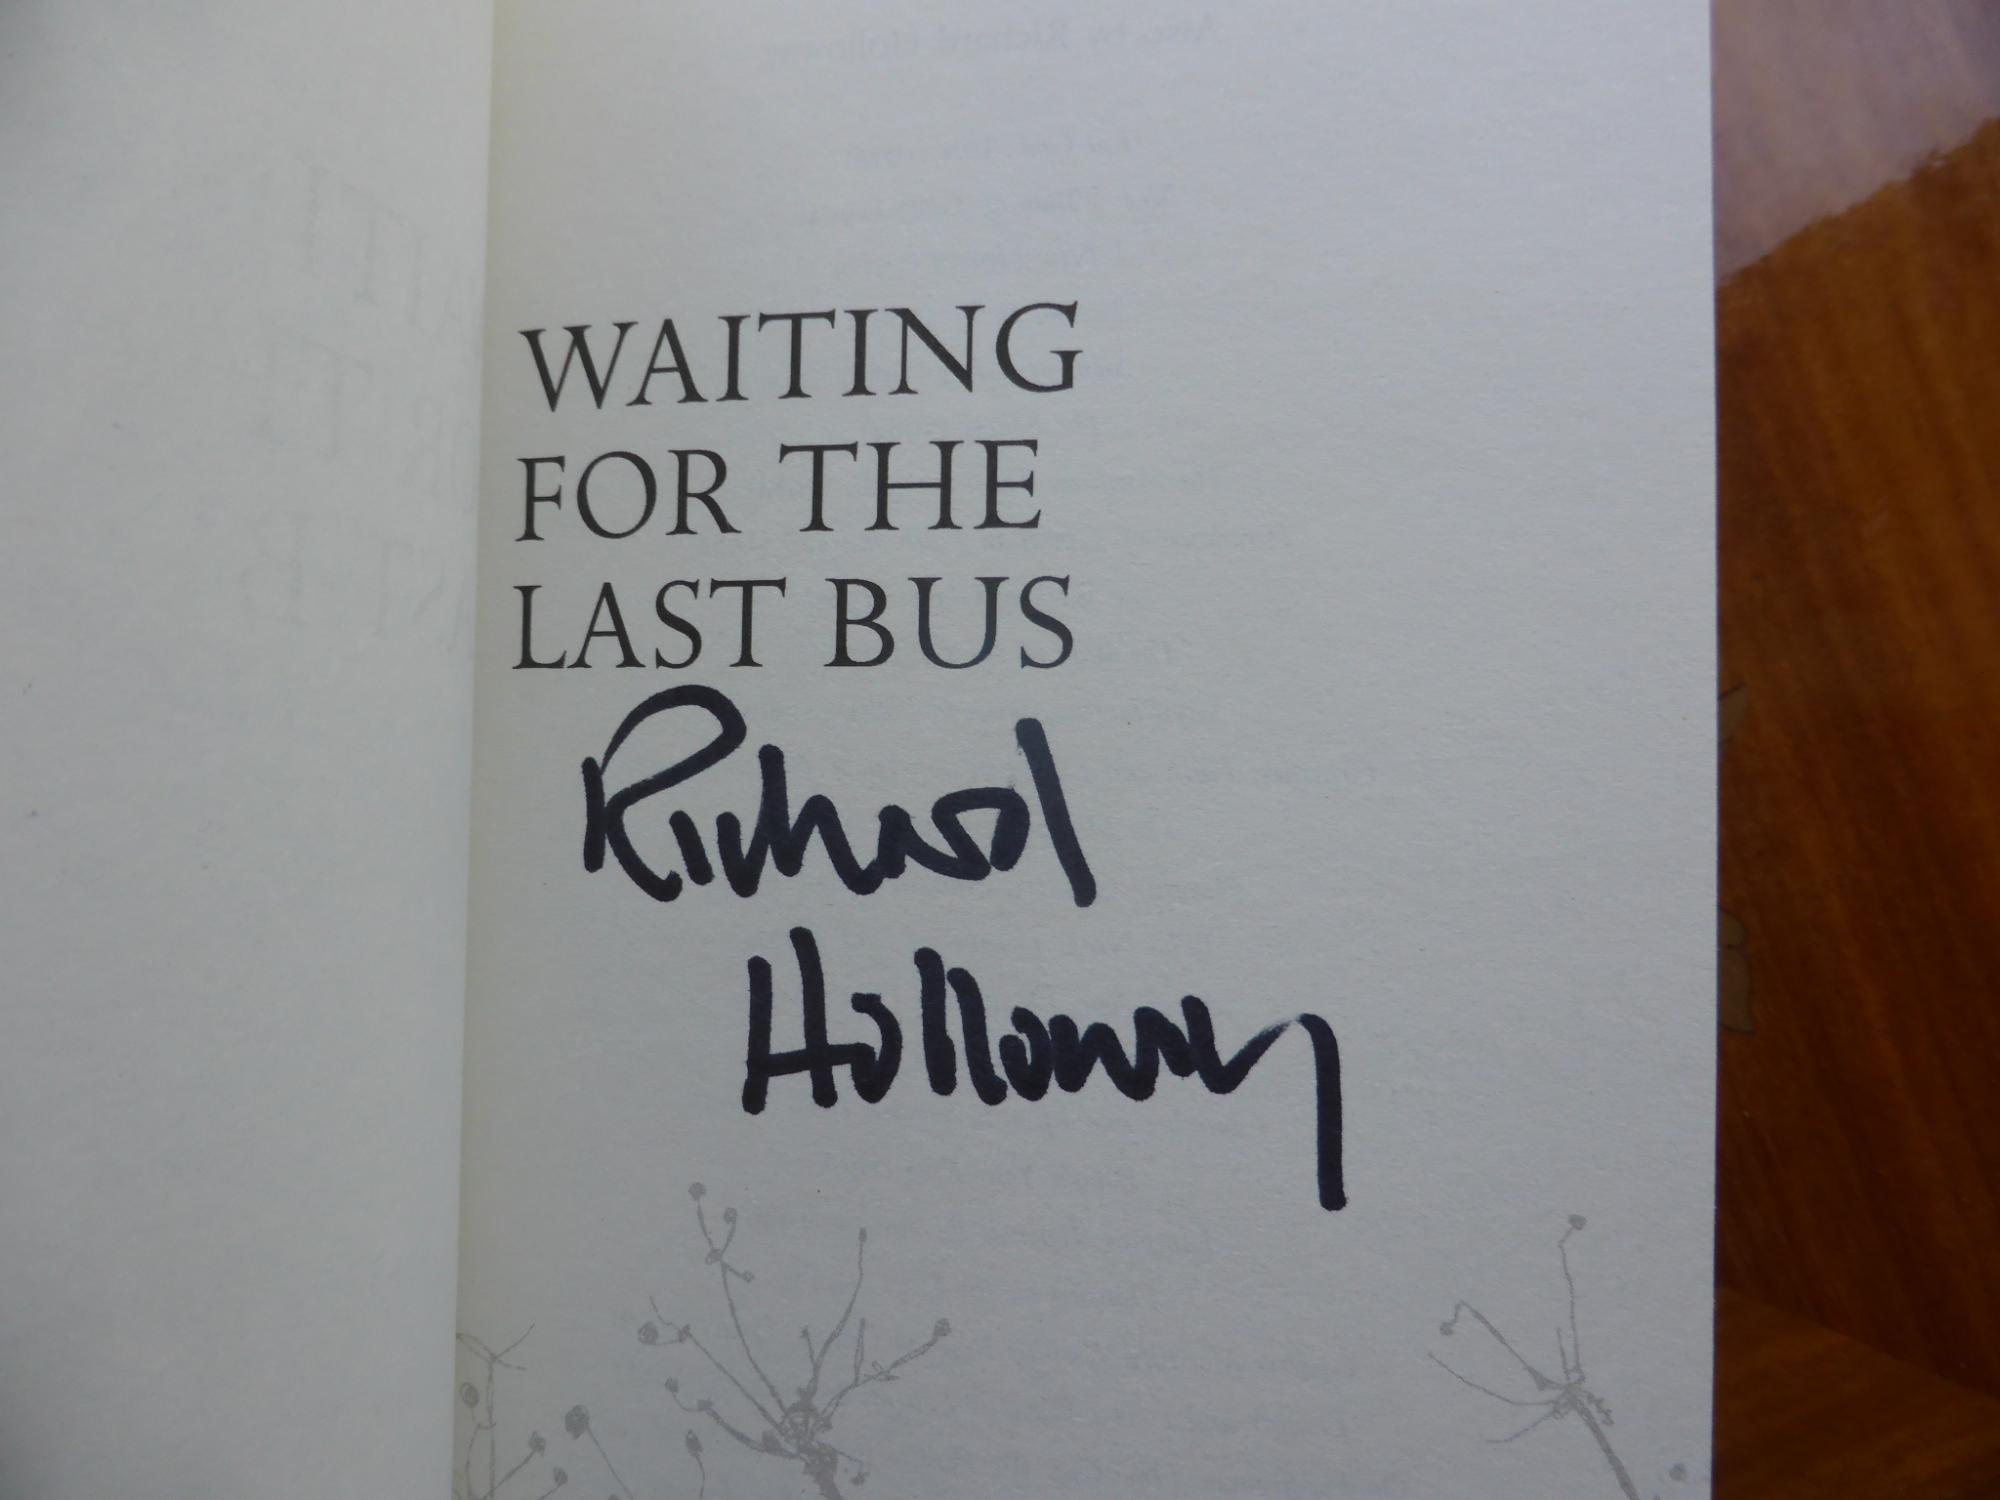 WAITING
FOR THE
LAST BUS
Richard
Holloway